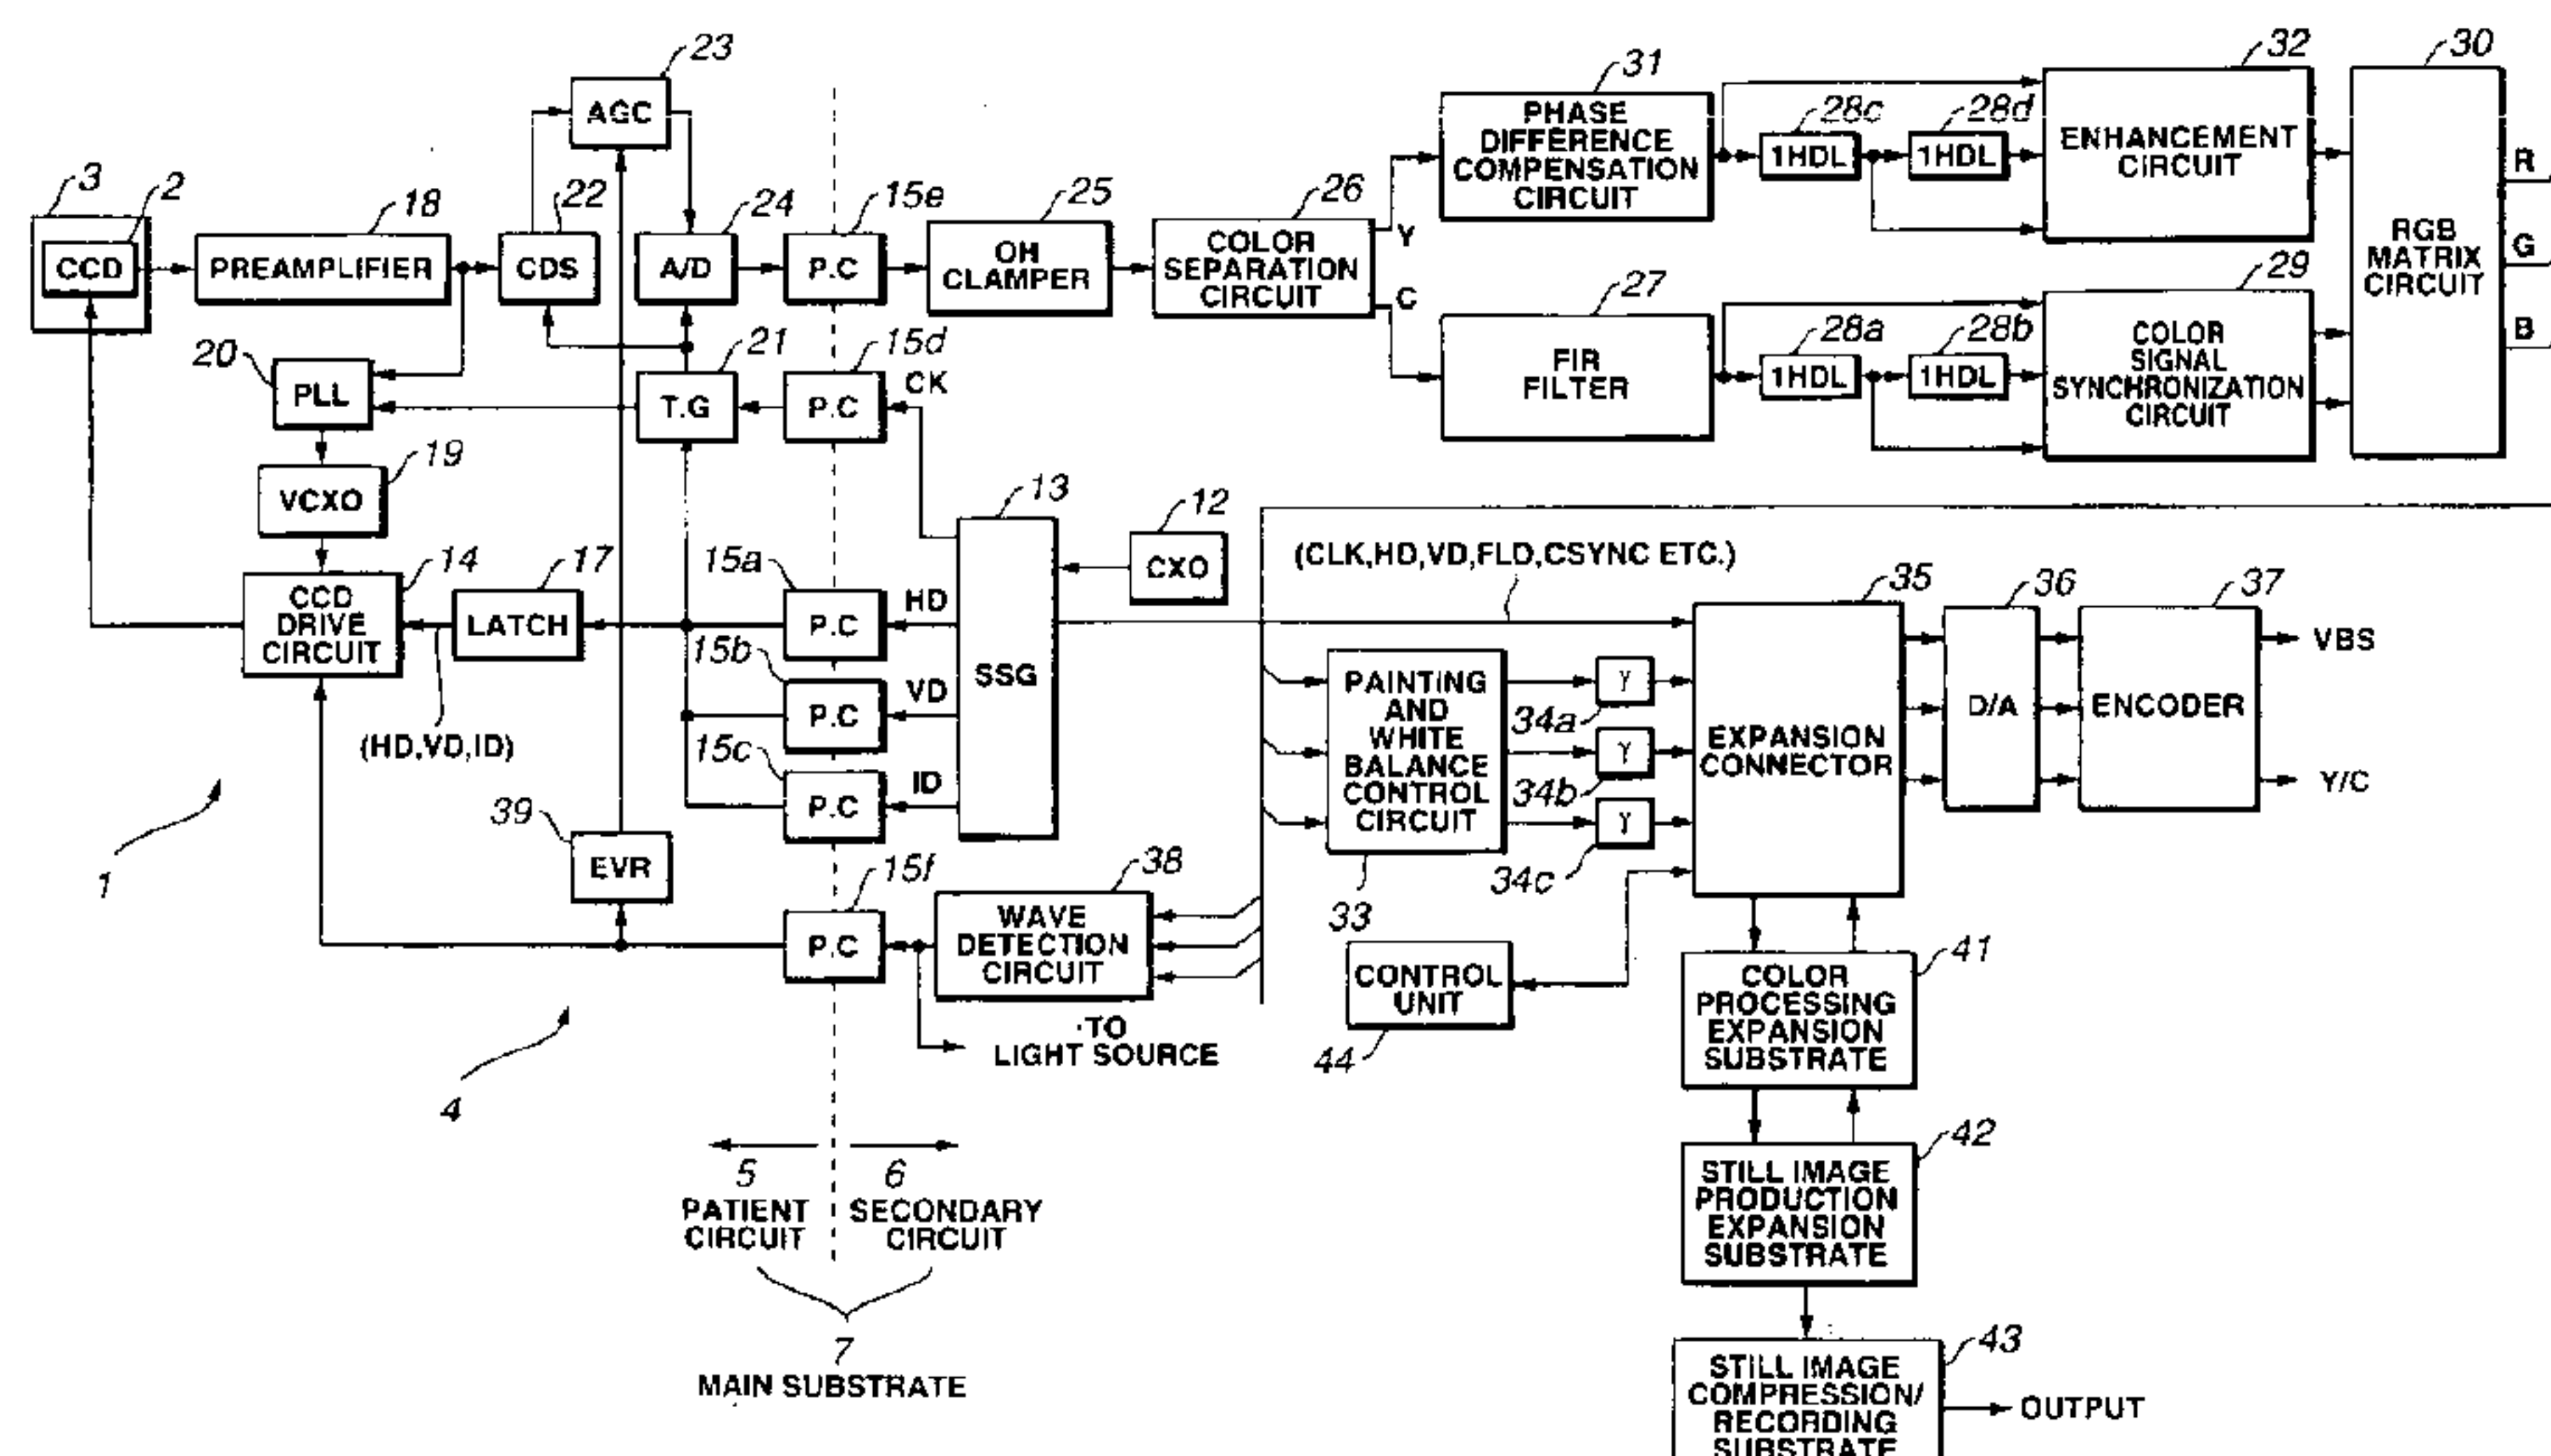 23
AGC
3
2
CCD
18
PREAMPLIFIER
22
CDS
24
A/D
15e
P.C
25
OH
CLAMPER
26
COLOR
SEPARATION
CIRCUIT
Y
C
31
PHASE
DIFFERENCE
COMPENSATION
CIRCUIT
28c
1HDL
28d
1HDL
32
ENHANCEMENT
CIRCUIT
30
RGB
MATRIX
CIRCUIT
R
G
B
27
FIR
FILTER
28a
1HDL
28b
1HDL
29
COLOR
SIGNAL
SYNCHRONIZATION
CIRCUIT
20
PLL
21
T.G
15d
CK
P.C
19
VCXO
14
CCD
DRIVE
CIRCUIT
17
LATCH
(HD,VD,ID)
15a
P.C
HD
15b
P.C
VD
15c
P.C
ID
13
SSG
12
CXO
(CLK,HD,VD,FLD,CSYNC ETC.)
33
PAINTING
AND
WHITE
BALANCE
CONTROL
CIRCUIT
γ
34a
γ
34b
γ
34c
35
EXPANSION
CONNECTOR
36
D/A
37
ENCODER
VBS
Y/C
1
39
EVR
15f
P.C
38
WAVE
DETECTION
CIRCUIT
TO
LIGHT SOURCE
CONTROL
UNIT
44
41
COLOR
PROCESSING
EXPANSION
SUBSTRATE
42
STILL IMAGE
PRODUCTION
EXPANSION
SUBSTRATE
43
STILL IMAGE
COMPRESSION/
RECORDING
SUBSTRATE
OUTPUT
4
5
PATIENT
CIRCUIT
6
SECONDARY
CIRCUIT
7
MAIN SUBSTRATE